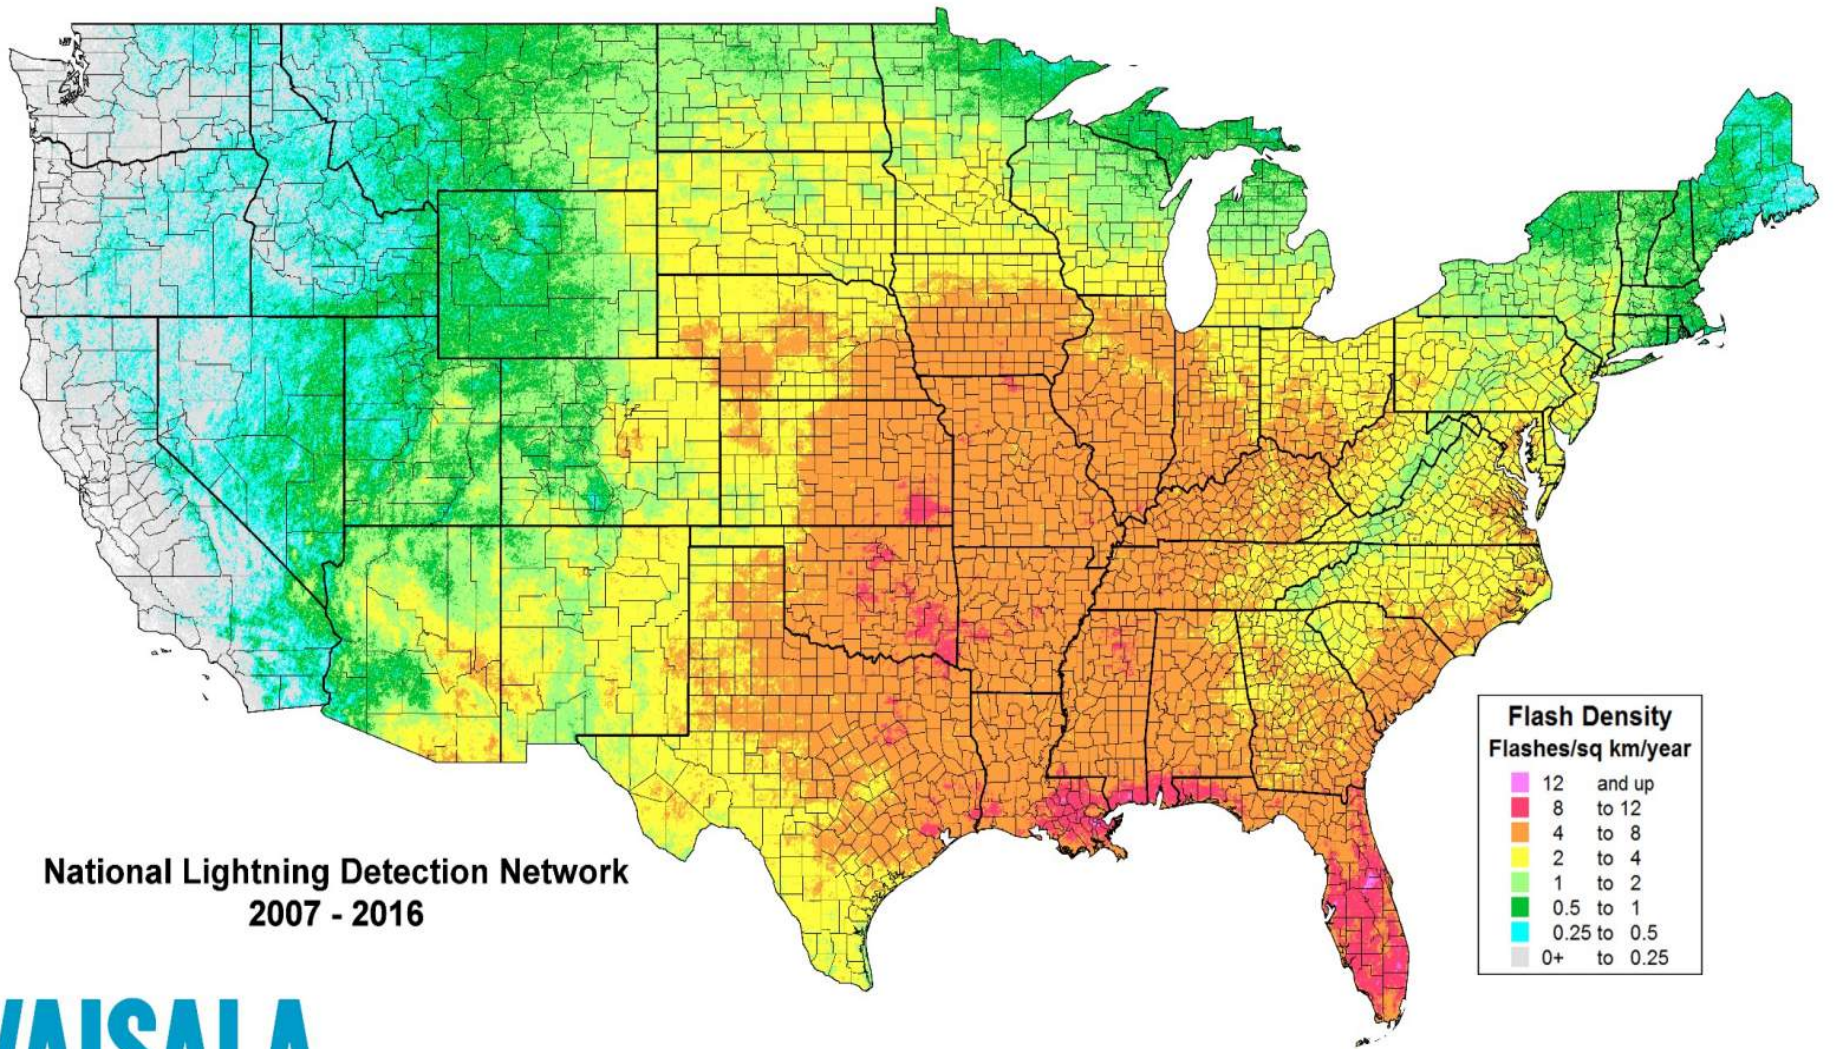 National Lightning Detection Network
2007 - 2016
Flash Density
Flashes/sq km/year
12 and up
8 to 12
4 to 8
2 to 4
1 to 2
0.5 to 1
0.25 to 0.5
0+ to 0.25
VAISALA